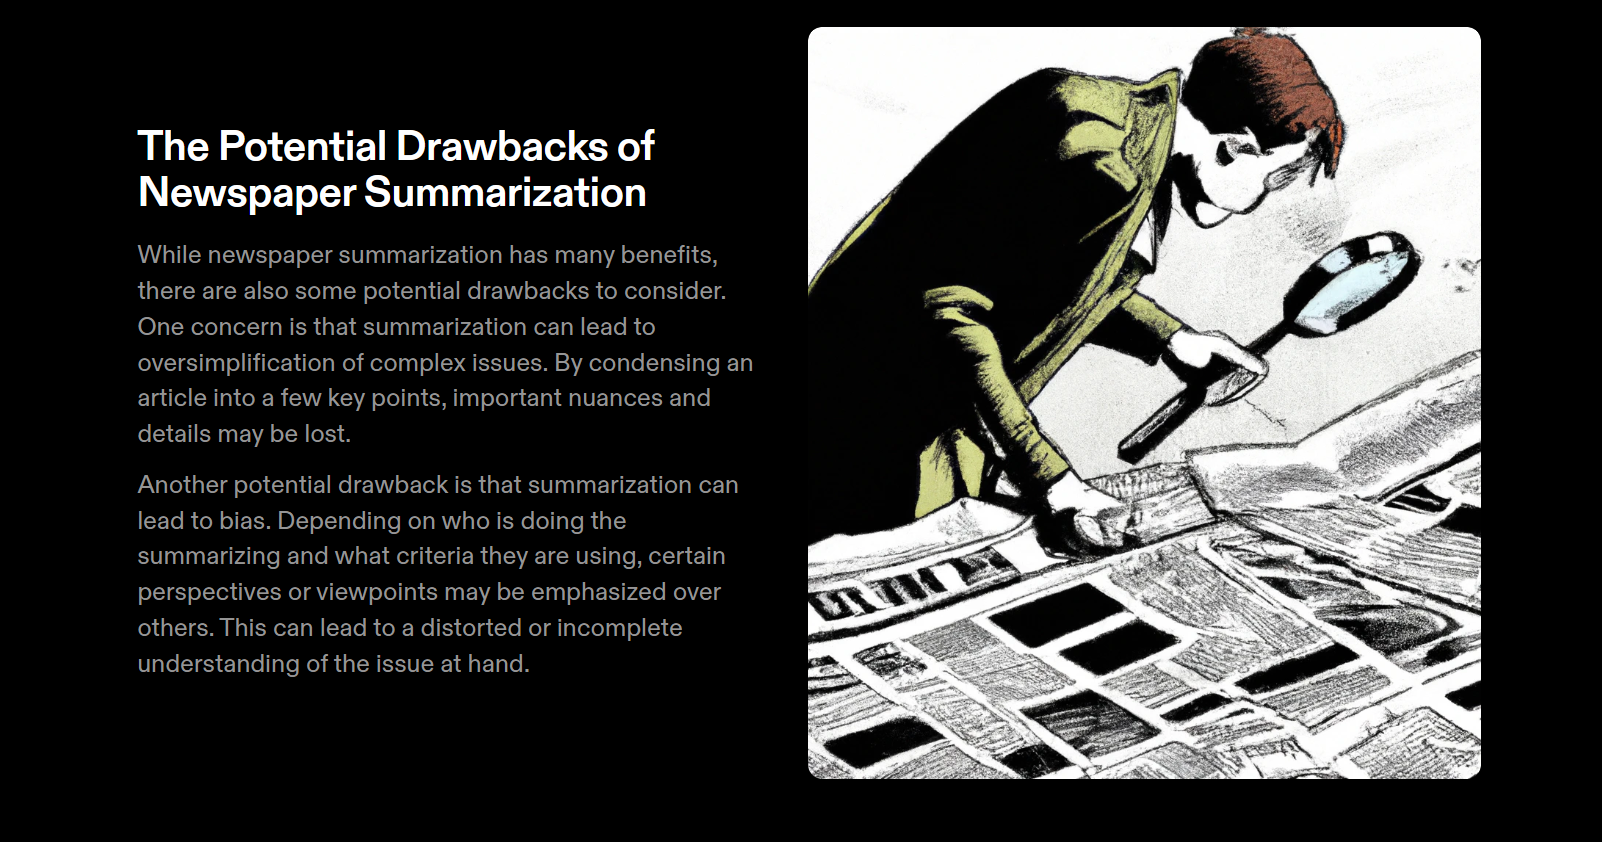 The Potential Drawbacks of
Newspaper Summarization
While newspaper summarization has many benefits,
there are also some potential drawbacks to consider.
One concern is that summarization can lead to
oversimplification of complex issues. By condensing an
article into a few key points, important nuances and
details may be lost.
Another potential drawback is that summarization can
lead to bias. Depending on who is doing the
summarizing and what criteria they are using, certain
perspectives or viewpoints may be emphasized over
others. This can lead to a distorted or incomplete
understanding of the issue at hand.